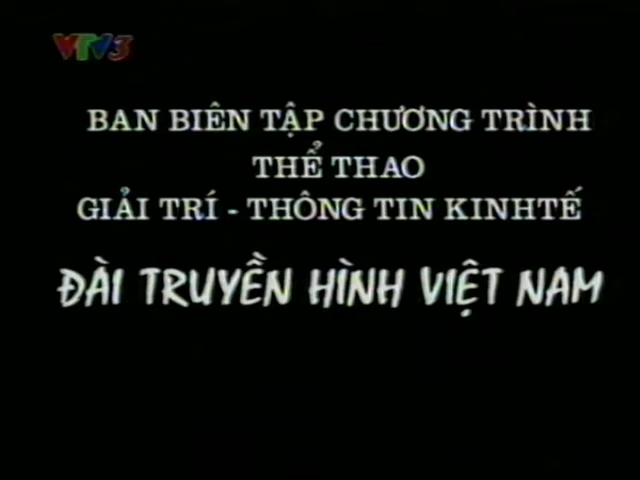 VTV3
BAN BIÊN TẬP CHƯƠNG TRÌNH
THỂ THAO
GIẢI TRÍ - THÔNG TIN KINHTẾ
ĐÀI TRUYỀN HÌNH VIỆT NAM